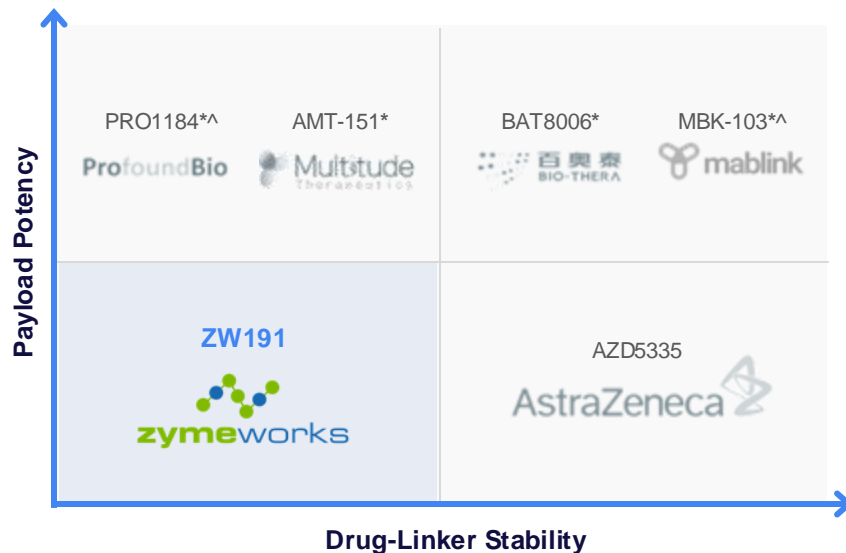 Payload Potency
PRO1184*^
ProfoundBio
AMT-151*
Multitude
Therapeutics
BAT8006*
百奥泰
BIO-THERA
MBK-103*^
mablink
ZW191
zymeworks
AZD5335
AstraZeneca
Drug-Linker Stability